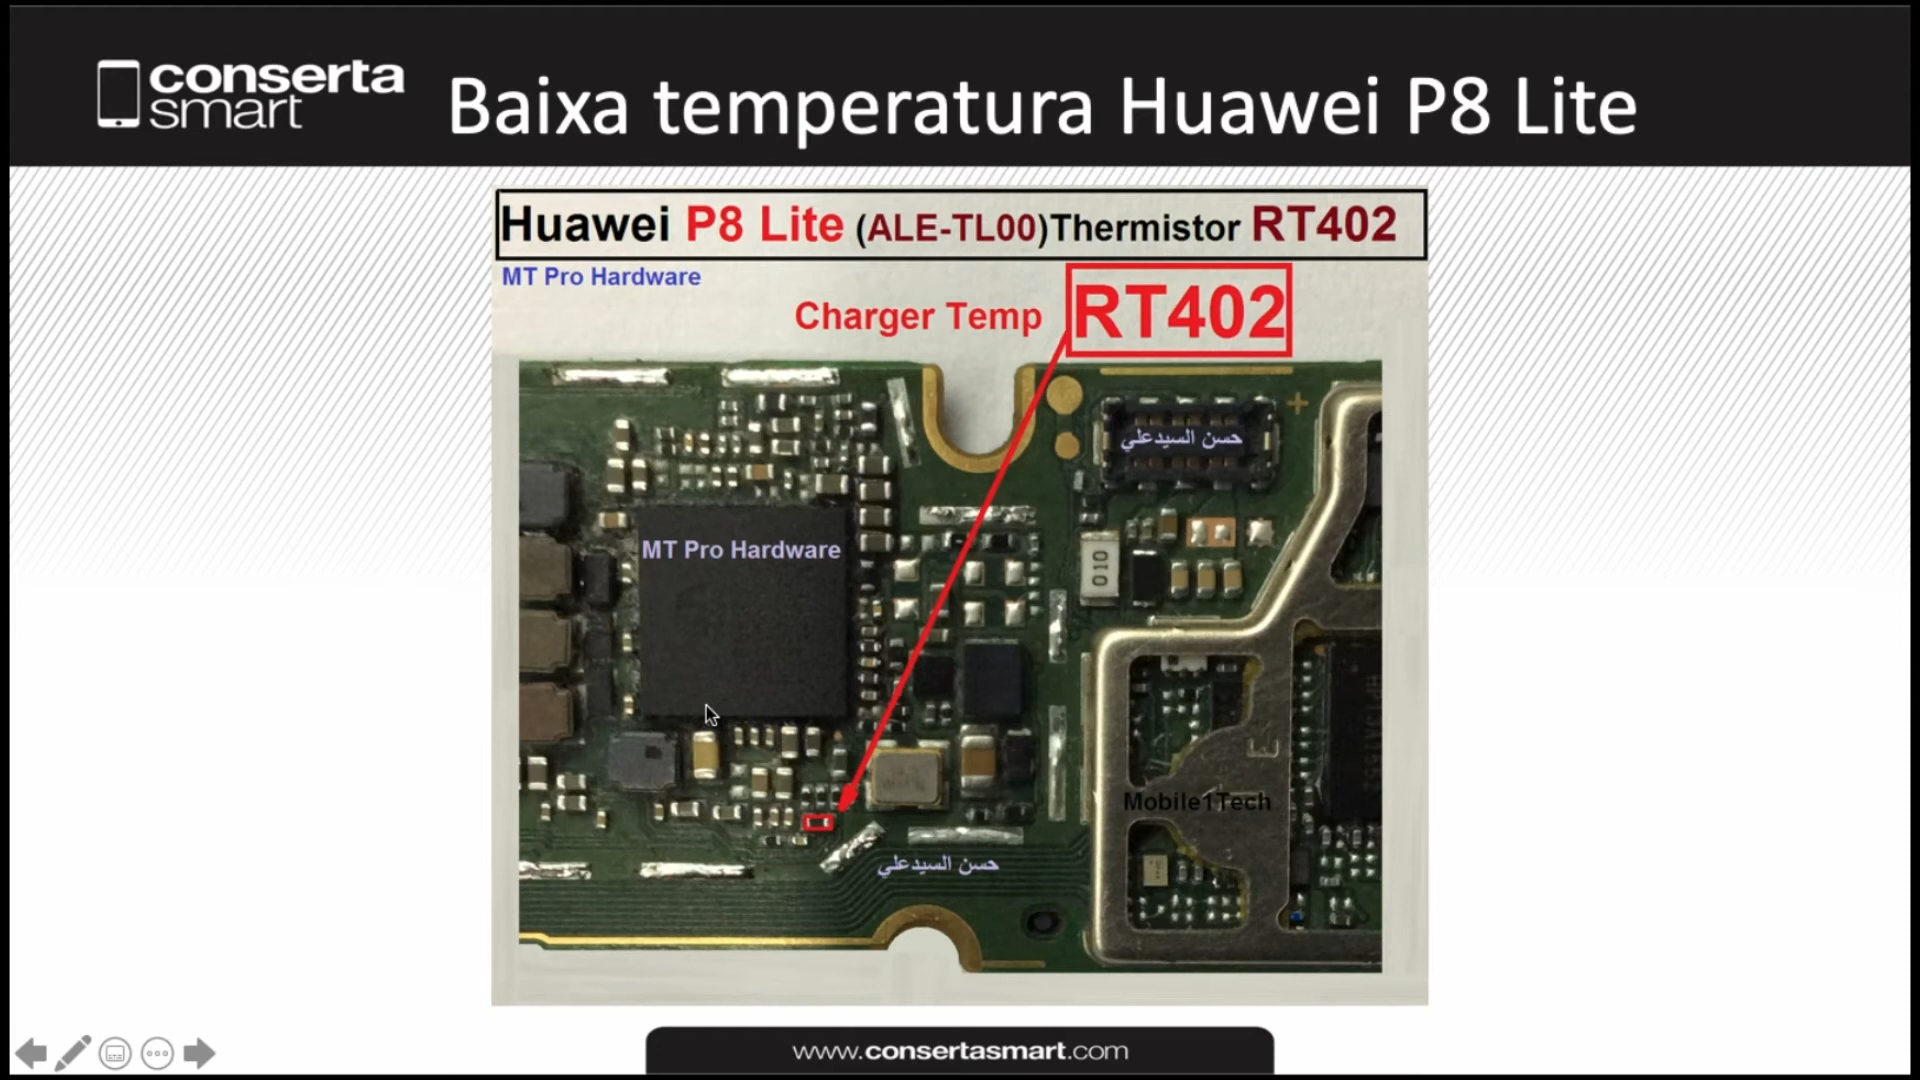 conserta
smart
Baixa temperatura Huawei P8 Lite
Huawei P8 Lite (ALE-TL00)Thermistor RT402
MT Pro Hardware
Charger Temp RT402
حسن السيدعلي
MT Pro Hardware
010
E
Mobile1Tech
حسن السيدعلي
www.consertasmart.com